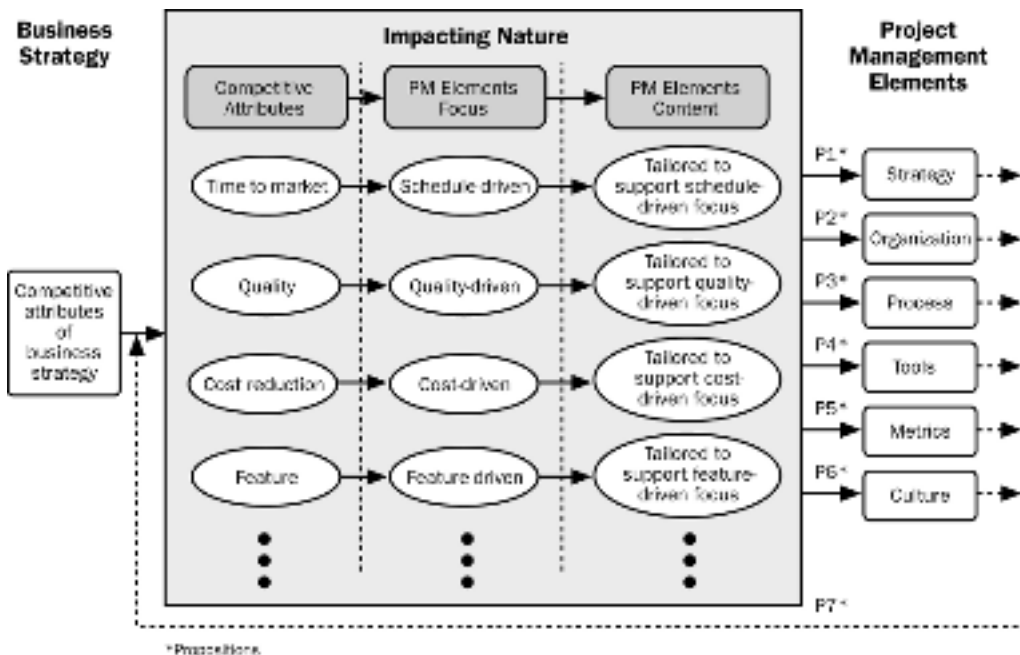 Business
Strategy
Impacting Nature
Project
Management
Elements
Competitive
Attributes
PM Elements
Focus
PM Elements
Content
Time to market
Schedule driven
Tailored to
support schedule-
driven focus
Quality
Quality-driven
Tailored to
support quality-
driven focus
Cost reduction
Cost-driven
Tailored to
support cost-
driven focus
Feature
Feature driven
Tailored to
support feature-
driven focus
Competitive
attributes
of
business
strategy
P1*
Strategy
P2*
Organization
P3*
Process
P4*
Tools
P5*
Metrics
P6*
Culture
P7*
*Propositions